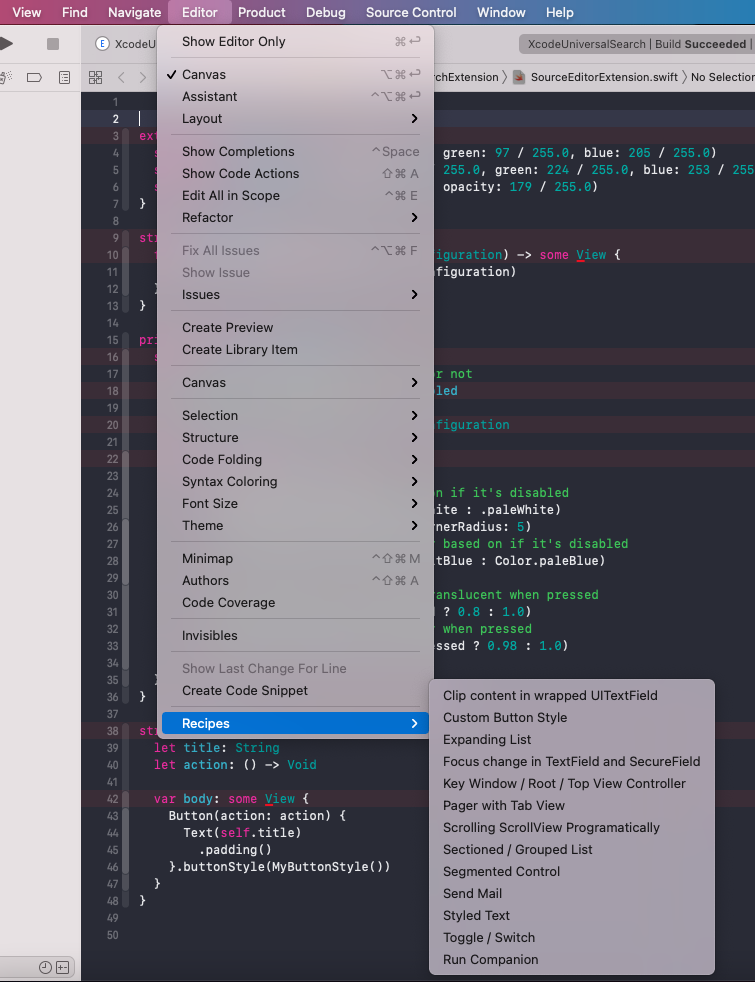 View Find Navigate Editor Product Debug Source Control Window Help
E XcodeU
XcodeUniversalSearch | Build Succeeded |
rchExtension 〉 SourceEditorExtension.swift 〉 No Selection
Show Editor Only ⌘↩
✓ Canvas ⌥⌘↩
Assistant ^⌥⌘↩
Layout >
Show Completions ^Space
Show Code Actions ⇧⌘A
Edit All in Scope ^⌘E
Refactor >
Fix All Issues ^⌥⌘F
Show Issue
Issues >
Create Preview
Create Library Item
Canvas >
Selection >
Structure >
Code Folding >
Syntax Coloring >
Font Size >
Theme >
Minimap ^⇧⌘M
Authors ^⇧⌘A
Code Coverage
Invisibles
Show Last Change For Line
Create Code Snippet
Recipes >
Clip content in wrapped UITextField
Custom Button Style
Expanding List
Focus change in TextField and SecureField
Key Window / Root / Top View Controller
Pager with Tab View
Scrolling ScrollView Programatically
Sectioned / Grouped List
Segmented Control
Send Mail
Styled Text
Toggle / Switch
Run Companion
1
2
3 ext
4 s green: 97 / 255.0, blue: 205 / 255.0)
5 s 255.0, green: 224 / 255.0, blue: 253 / 255
6 s opacity: 179 / 255.0)
7 }
8
9 str
10 iguration) -> some View {
11 figuration)
12 }
13 }
14
15 pri
16 s
17 r not
18 led
19
20 figuration
21
22
23
24 n if it's disabled
25 ite : .paleWhite)
26 rnerRadius: 5)
27 based on if it's disabled
28 tBlue : Color.paleBlue)
29
30 ranslucent when pressed
31 ? 0.8 : 1.0)
32 when pressed
33 ssed ? 0.98 : 1.0)
34
35 }
36 }
37
38 str
39 let title: String
40 let action: () -> Void
41
42 var body: some View {
43 Button(action: action) {
44 Text(self.title)
45 .padding()
46 }.buttonStyle(MyButtonStyle())
47 }
48 }
49
50